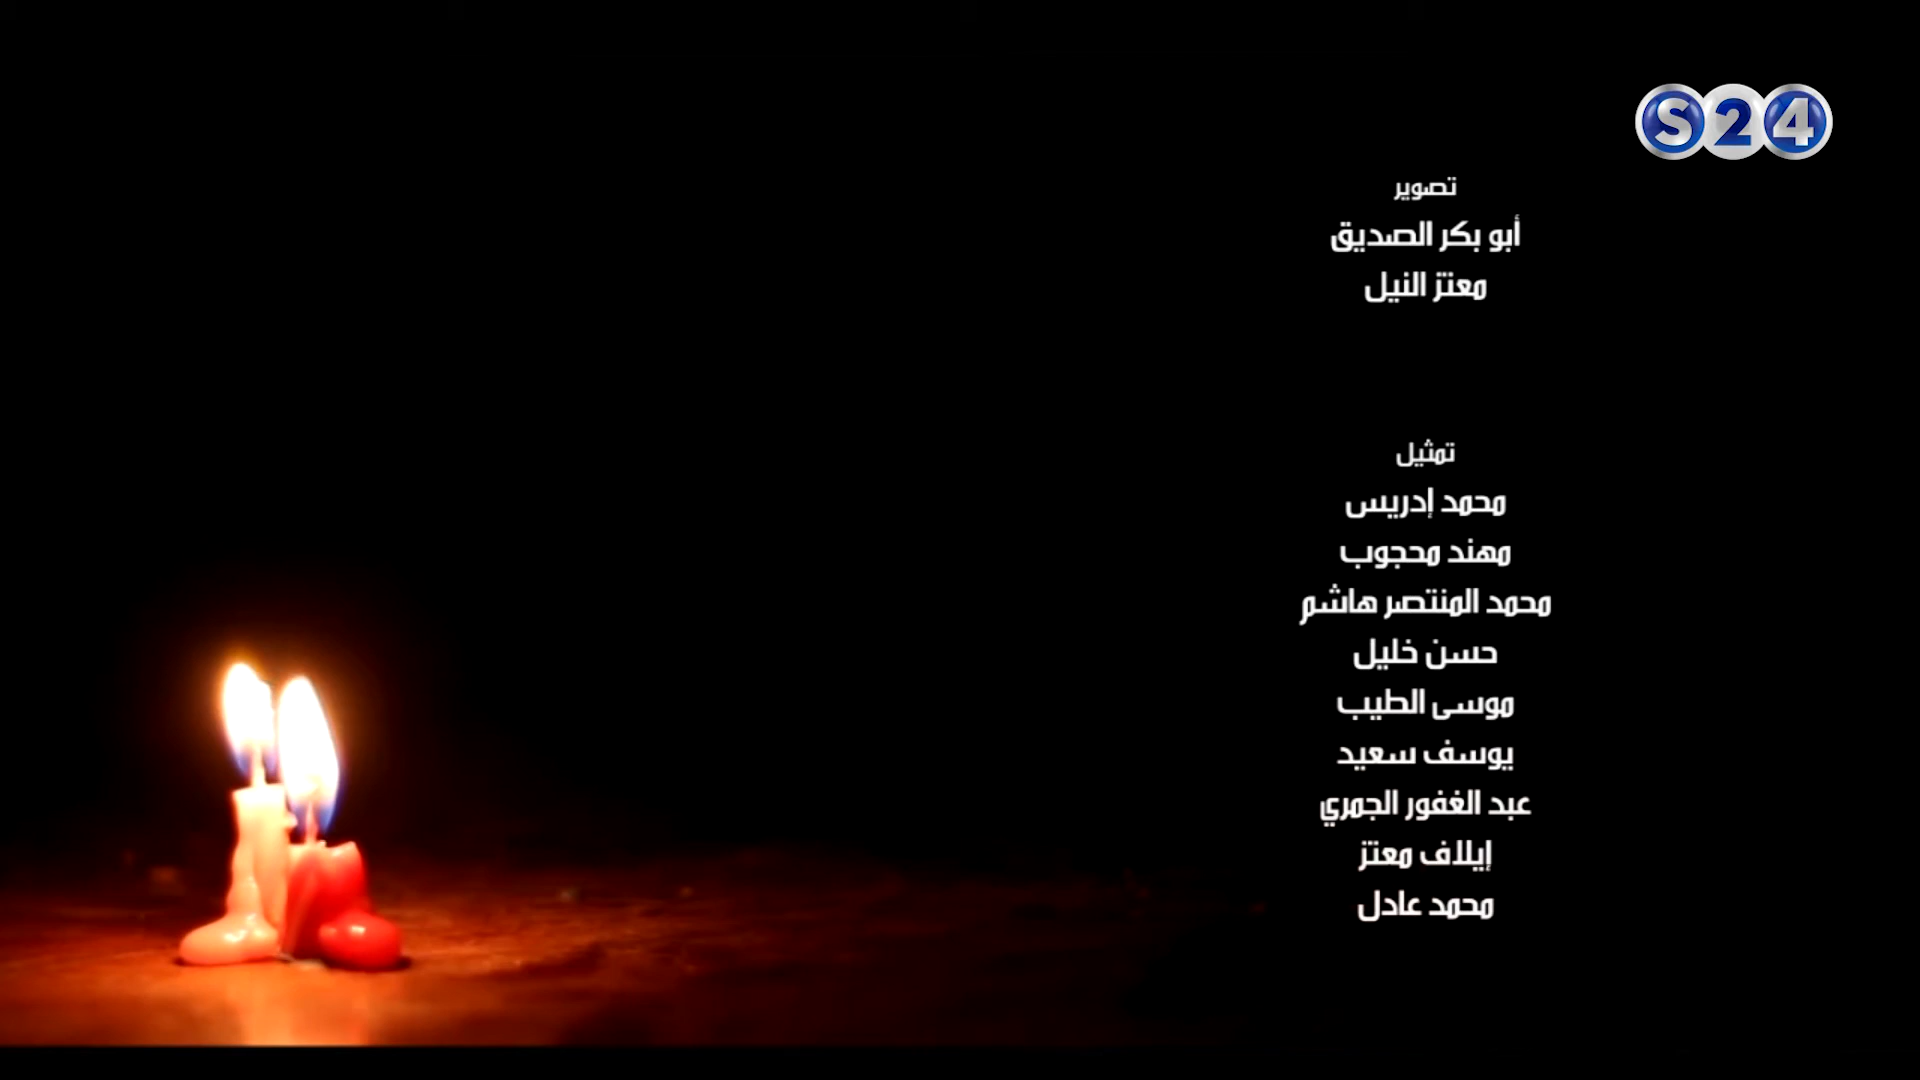 S24
تصوير
أبو بكر الصديق
معتز النيل
تمثيل
محمد إدريس
مهند محجوب
محمد المنتصر هاشم
حسن خليل
موسى الطيب
يوسف سعيد
عبد الغفور الجمري
إيلاف معتز
محمد عادل